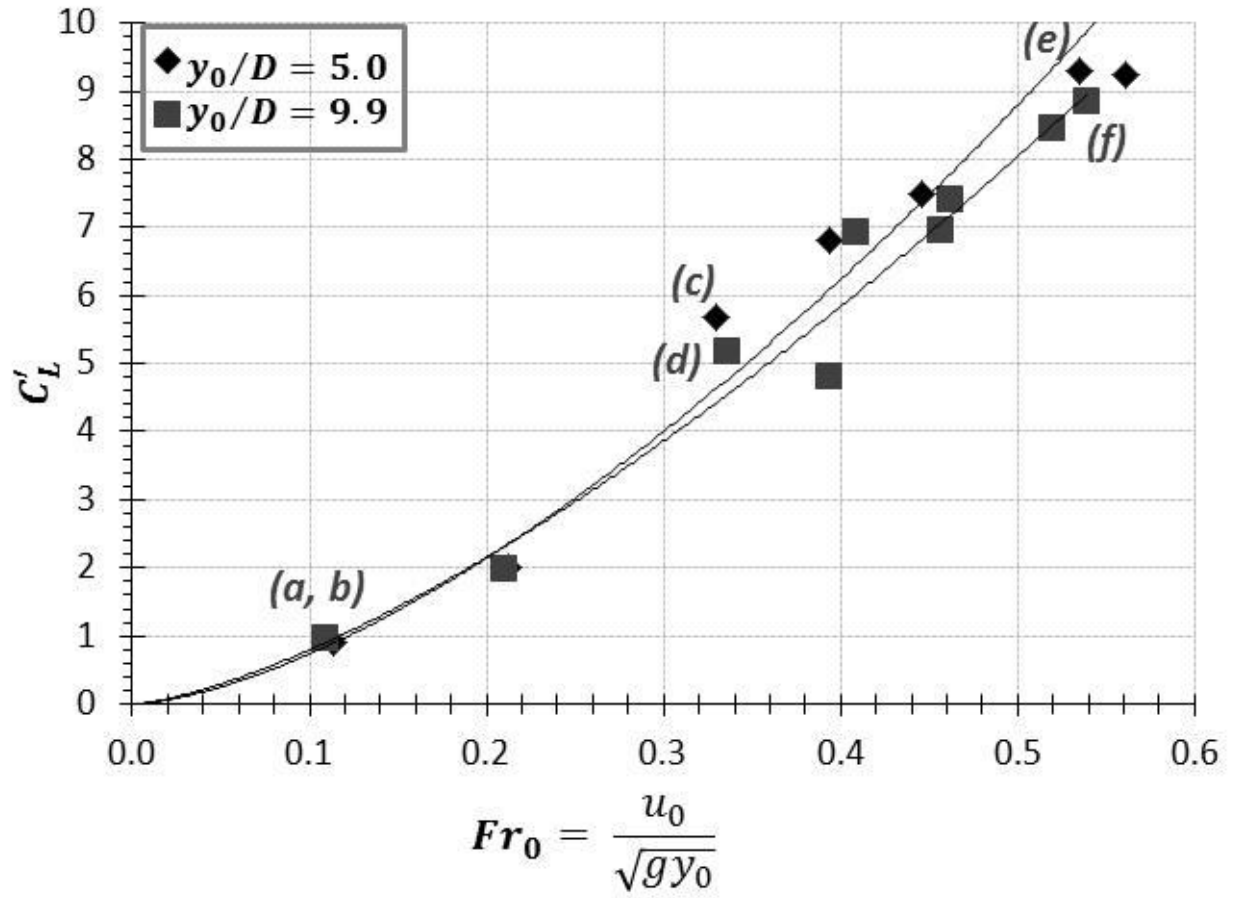 y₀/D = 5.0
y₀/D = 9.9
10
9
8
7
6
5
4
3
2
1
0
C′L
(a, b)
(c)
(d)
(e)
(f)
0.0 0.1 0.2 0.3 0.4 0.5 0.6
Fr₀ = u₀ / √gy₀